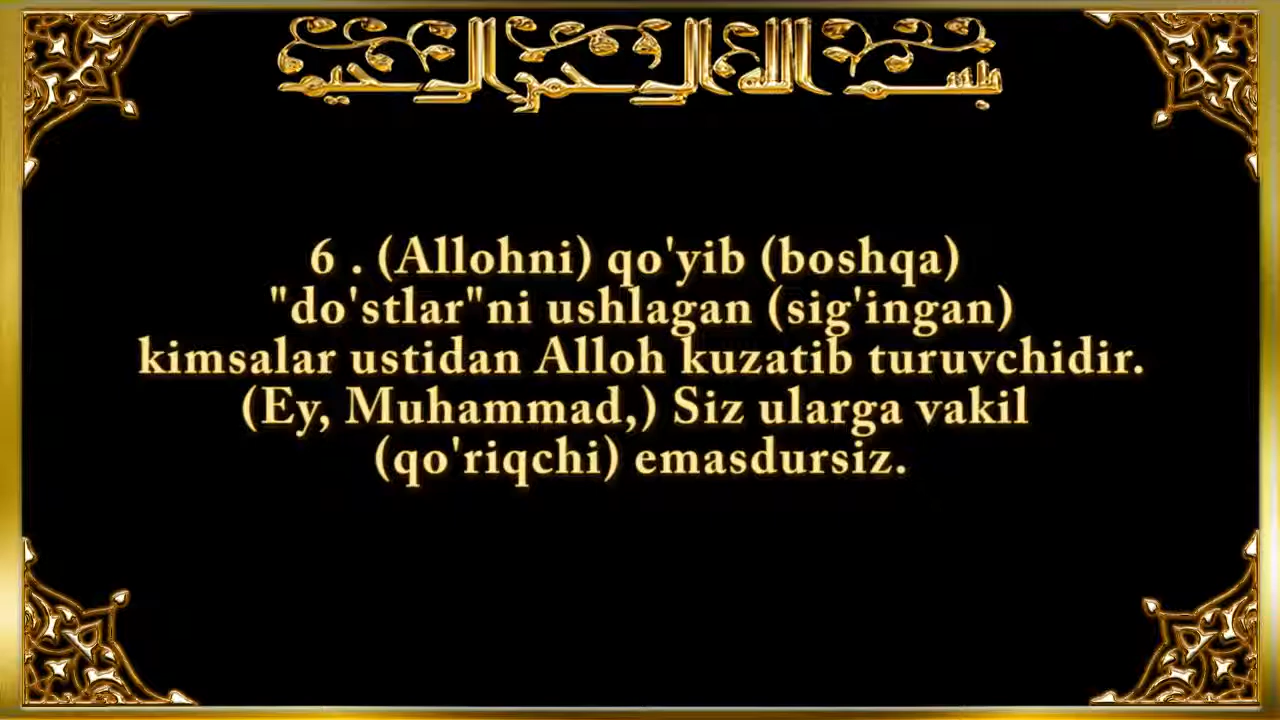 بسم الله الرحمن الرحيم
6 . (Allohni) qo'yib (boshqa)
"do'stlar"ni ushlagan (sig'ingan)
kimsalar ustidan Alloh kuzatib turuvchidir.
(Ey, Muhammad,) Siz ularga vakil
(qo'riqchi) emasdursiz.